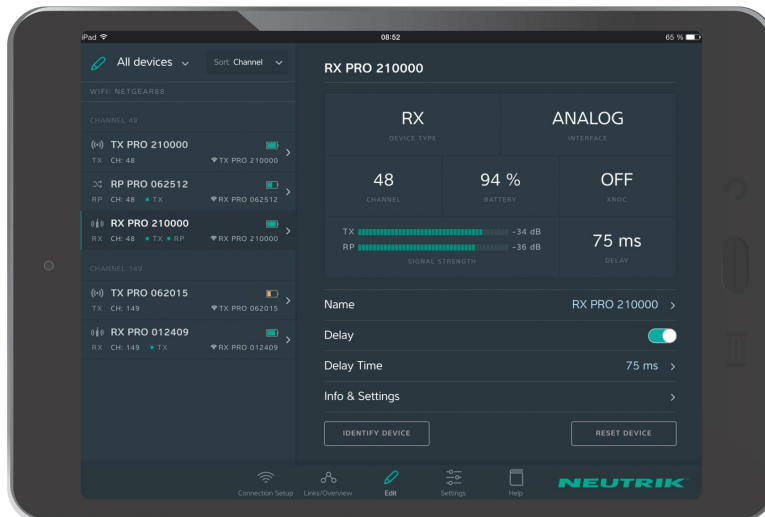 iPad 08:52 65 %
All devices Sort: Channel
WIFI: NETGEAR88
CHANNEL 48
TX PRO 210000
TX CH: 48 TX PRO 210000
RP PRO 062512
RP CH: 48 TX RX PRO 062512
RX PRO 210000
RX CH: 48 TX RP RX PRO 210000
CHANNEL 149
TX PRO 062015
TX CH: 149 TX PRO 062015
RX PRO 012409
RX CH: 149 TX RX PRO 012409
RX PRO 210000
RX ANALOG
DEVICE TYPE INTERFACE
48 94 % OFF
CHANNEL BATTERY XROC
TX -34 dB
RP -36 dB
SIGNAL STRENGTH
75 ms
DELAY
Name RX PRO 210000
Delay
Delay Time 75 ms
Info & Settings
IDENTIFY DEVICE RESET DEVICE
Connection Setup Links/Overview Edit Settings Help
NEUTRIK